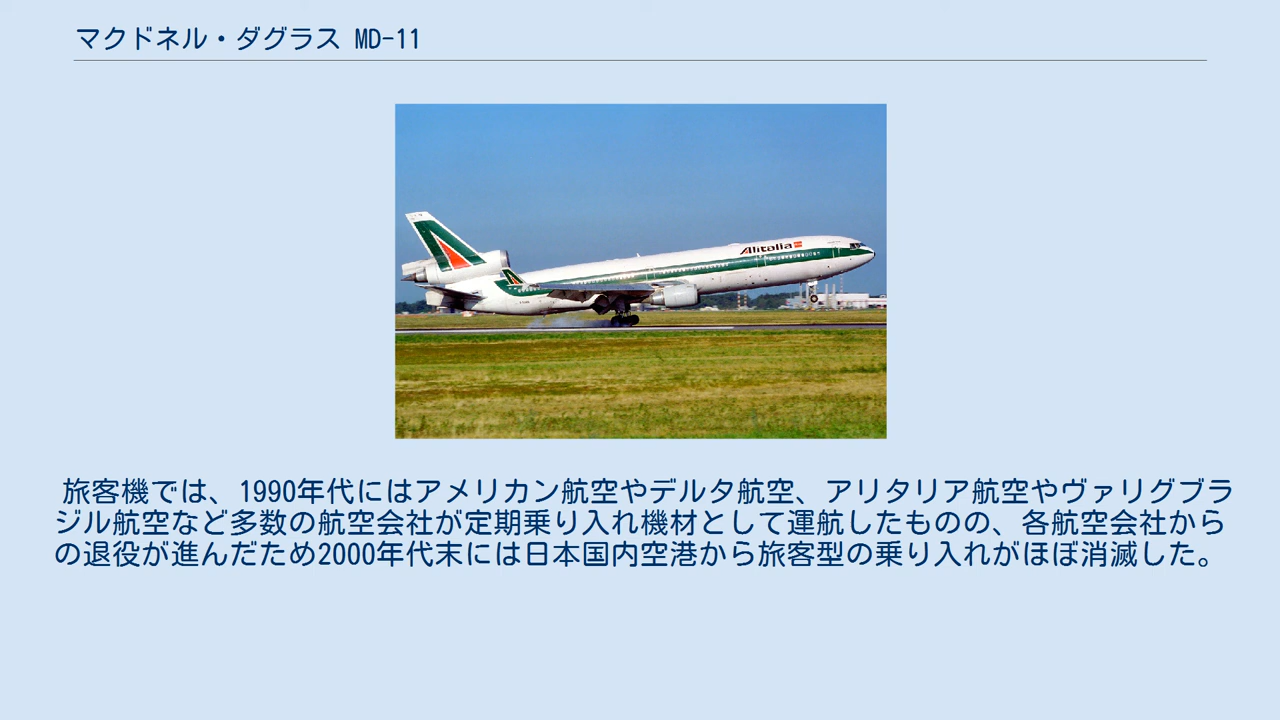 マクドネル・ダグラス MD-11
Alitalia
旅客機では、1990年代にはアメリカン航空やデルタ航空、アリタリア航空やヴァリグブラ
ジル航空など多数の航空会社が定期乗り入れ機材として運航したものの、各航空会社から
の退役が進んだため2000年代末には日本国内空港から旅客型の乗り入れがほぼ消滅した。